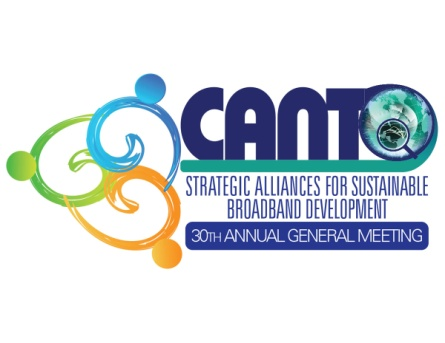 CANTO
STRATEGIC ALLIANCES FOR SUSTAINABLE
BROADBAND DEVELOPMENT
30TH ANNUAL GENERAL MEETING